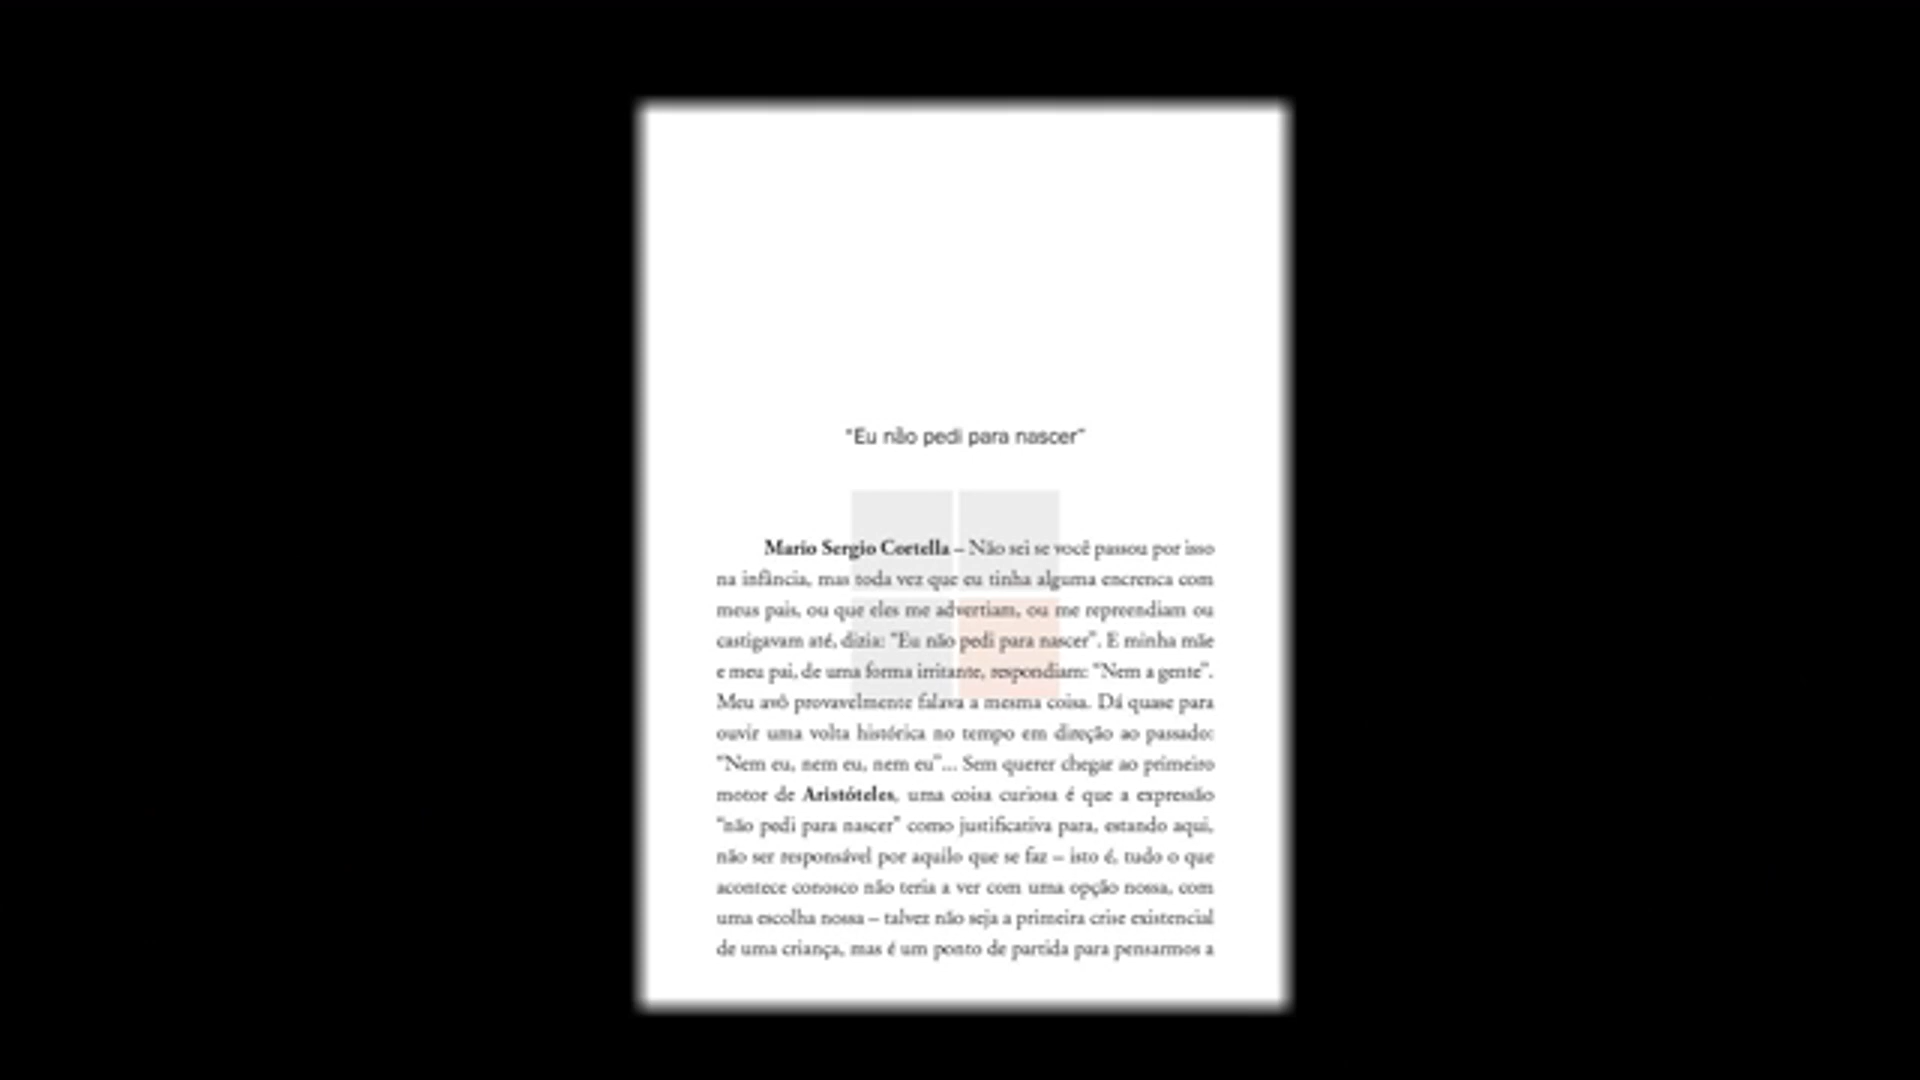 “Eu não pedi para nascer”
Mario Sergio Cortella – Não sei se você passou por isso
na infância, mas toda vez que eu tinha alguma encrenca com
meus pais, ou que eles me advertiam, ou me repreendiam ou
castigavam até, dizia: “Eu não pedi para nascer”. E minha mãe
e meu pai, de uma forma irritante, respondiam: “Nem a gente”.
Meu avô provavelmente falava a mesma coisa. Dá quase para
ouvir uma volta histórica no tempo em direção ao passado:
“Nem eu, nem eu, nem eu”... Sem querer chegar ao primeiro
motor de Aristóteles, uma coisa curiosa é que a expressão
“não pedi para nascer” como justificativa para, estando aqui,
não ser responsável por aquilo que se faz – isto é, tudo o que
acontece conosco não teria a ver com uma opção nossa, com
uma escolha nossa – talvez não seja a primeira crise existencial
de uma criança, mas é um ponto de partida para pensarmos a